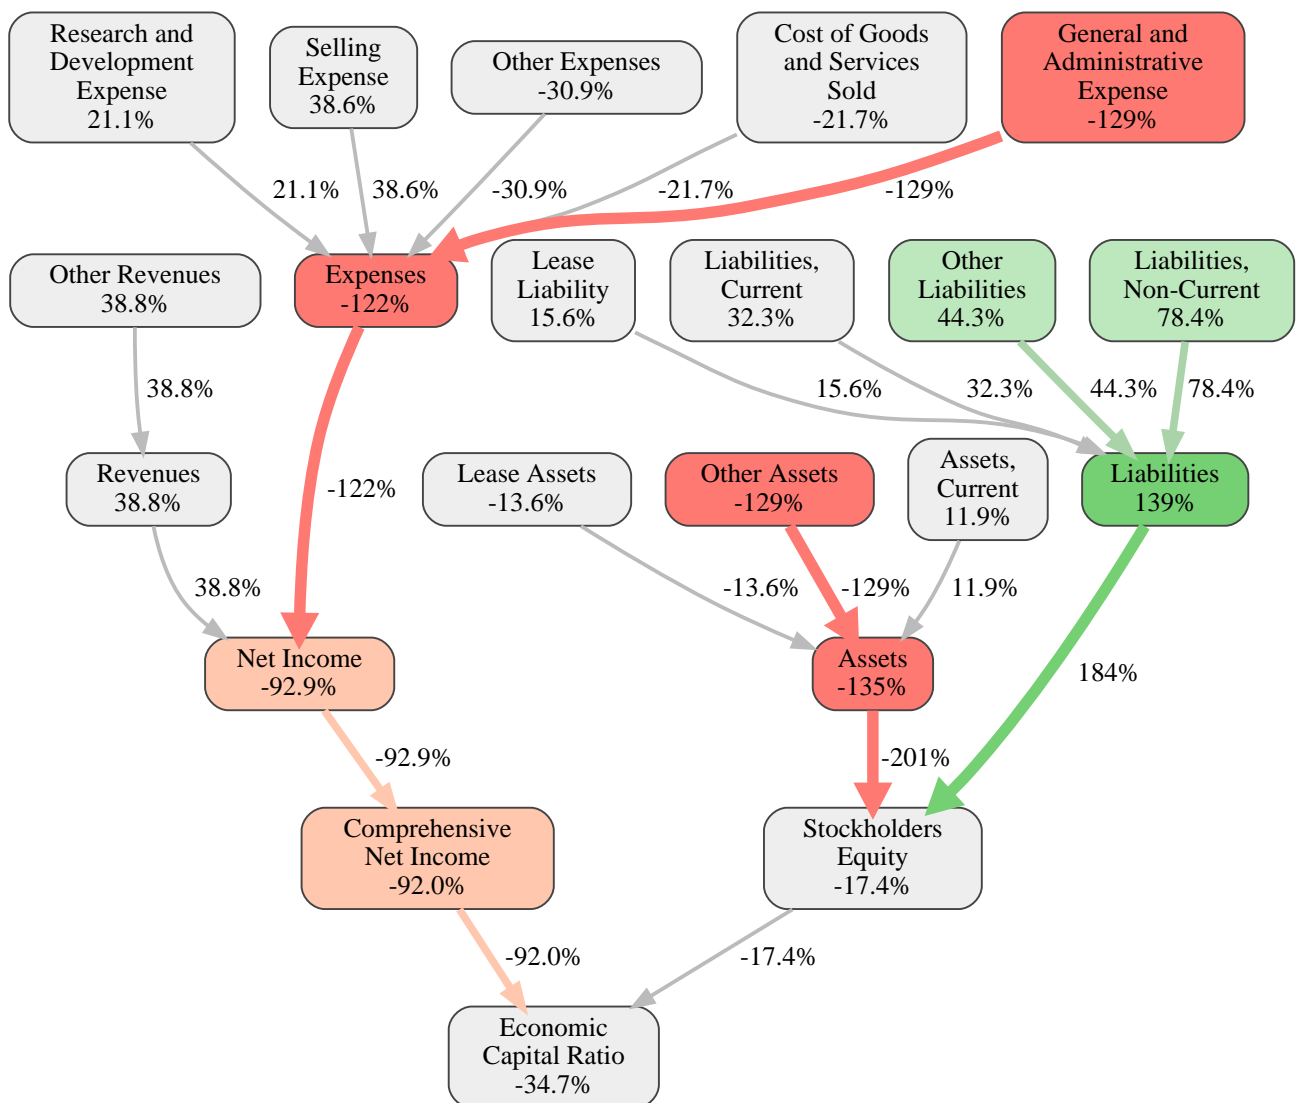 Research and
Development
Expense
21.1%
Selling
Expense
38.6%
Other Expenses
-30.9%
Cost of Goods
and Services
Sold
-21.7%
General and
Administrative
Expense
-129%
21.1%
38.6%
-30.9%
-21.7%
-129%
Other Revenues
38.8%
Expenses
-122%
Lease
Liability
15.6%
Liabilities,
Current
32.3%
Other
Liabilities
44.3%
Liabilities,
Non-Current
78.4%
38.8%
15.6%
32.3%
44.3%
78.4%
Revenues
38.8%
-122%
Lease Assets
-13.6%
Other Assets
-129%
Assets,
Current
11.9%
Liabilities
139%
38.8%
-13.6%
-129%
11.9%
Net Income
-92.9%
Assets
-135%
184%
-92.9%
-201%
Comprehensive
Net Income
-92.0%
Stockholders
Equity
-17.4%
-92.0%
-17.4%
Economic
Capital Ratio
-34.7%